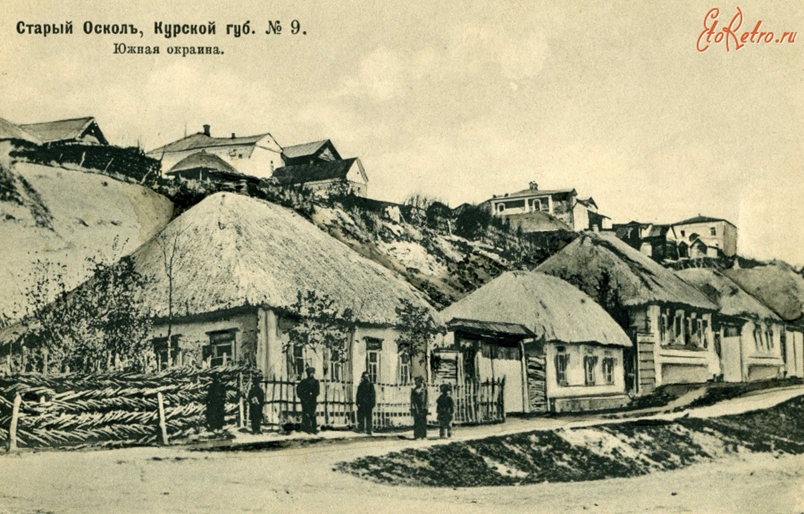 Старый Осколъ, Курской губ. № 9.
Южная окраина.
EtoRetro.ru